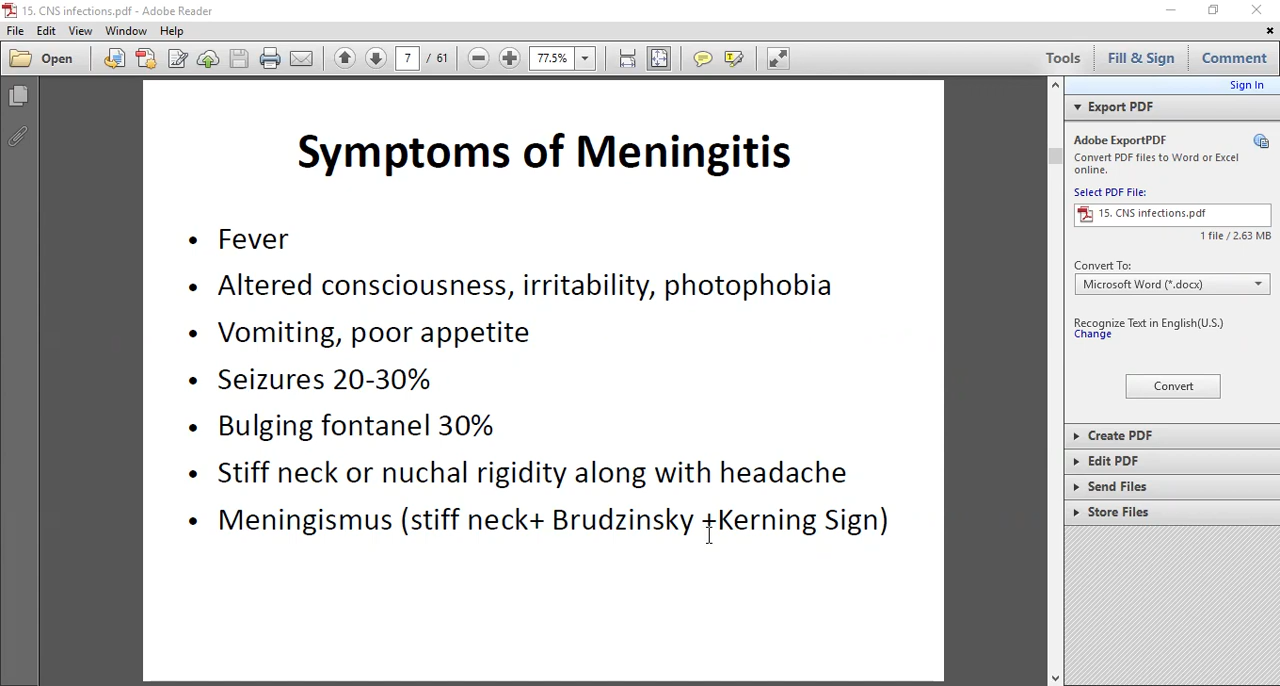 15. CNS infections.pdf - Adobe Reader
File Edit View Window Help
Open 7 / 61 77.5% Tools Fill & Sign Comment
Sign In
Export PDF
Adobe ExportPDF
Convert PDF files to Word or Excel
online.
Select PDF File:
15. CNS infections.pdf
1 file / 2.63 MB
Convert To:
Microsoft Word (*.docx)
Recognize Text in English(U.S.)
Change
Convert
Create PDF
Edit PDF
Send Files
Store Files
Symptoms of Meningitis
• Fever
• Altered consciousness, irritability, photophobia
• Vomiting, poor appetite
• Seizures 20-30%
• Bulging fontanel 30%
• Stiff neck or nuchal rigidity along with headache
• Meningismus (stiff neck+ Brudzinsky +Kerning Sign)